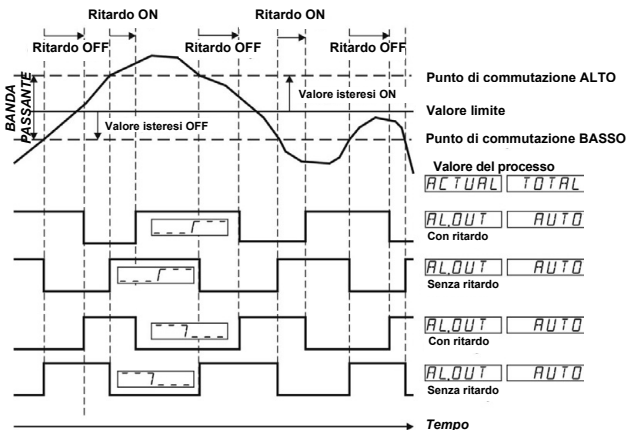 Ritardo ON
Ritardo ON
Ritardo OFF
Ritardo OFF
Ritardo OFF
BANDA PASSANTE
Punto di commutazione ALTO
Valore isteresi ON
Valore limite
Valore isteresi OFF
Punto di commutazione BASSO
Valore del processo
ACTUAL TOTAL
AL.OUT AUTO
Con ritardo
AL.OUT AUTO
Senza ritardo
AL.OUT AUTO
Con ritardo
AL.OUT AUTO
Senza ritardo
Tempo